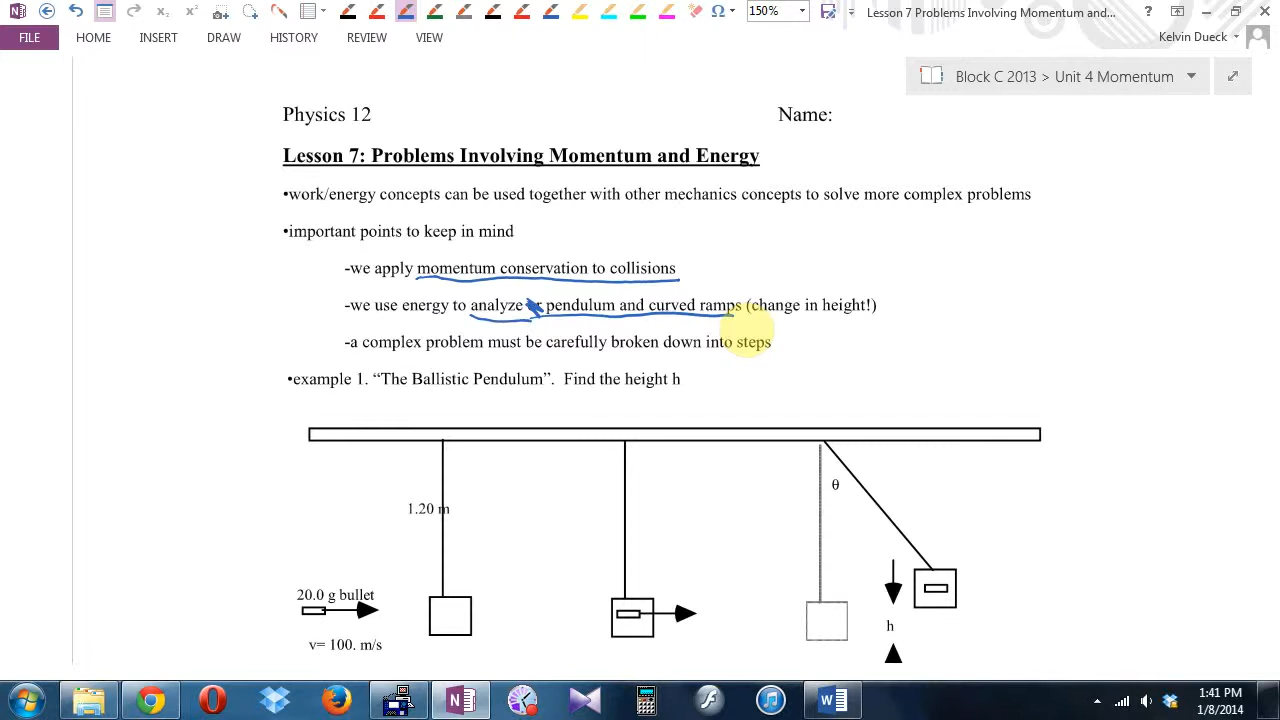 150%
Lesson 7 Problems Involving Momentum and...
?
FILE HOME INSERT DRAW HISTORY REVIEW VIEW
Kelvin Dueck
Block C 2013 > Unit 4 Momentum
Physics 12 Name:
Lesson 7: Problems Involving Momentum and Energy
•work/energy concepts can be used together with other mechanics concepts to solve more complex problems
•important points to keep in mind
-we apply momentum conservation to collisions
-we use energy to analyze pendulum and curved ramps (change in height!)
-a complex problem must be carefully broken down into steps
•example 1. “The Ballistic Pendulum”. Find the height h
θ
1.20 m
20.0 g bullet
h
v= 100. m/s
1:41 PM
1/8/2014